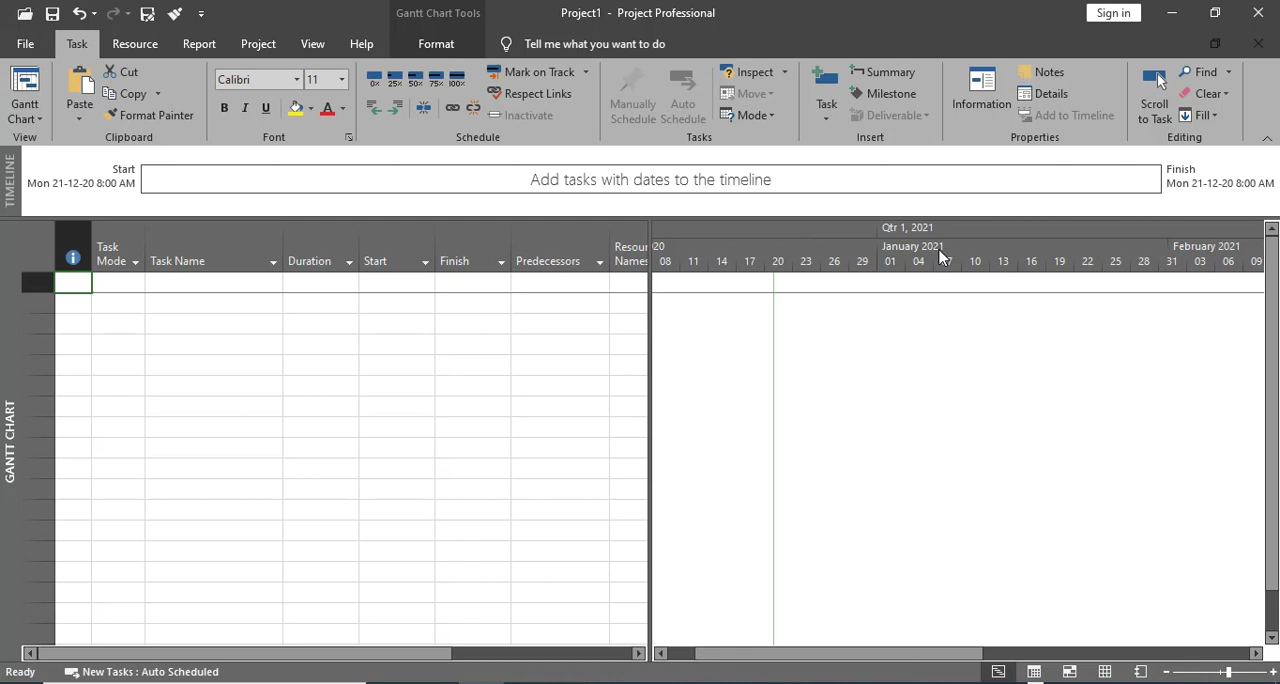 Gantt Chart Tools
Project1 - Project Professional
Sign in
File Task Resource Report Project View Help Format Tell me what you want to do
Gantt
Chart
View
Paste
Cut
Copy
Format Painter
Clipboard
Calibri 11
B I U A
Font
0% 25% 50% 75% 100%
Mark on Track
Respect Links
Inactivate
Schedule
Manually
Schedule
Auto
Schedule
Inspect
Move
Mode
Tasks
Task
Summary
Milestone
Deliverable
Insert
Information
Notes
Details
Add to Timeline
Properties
Scroll
to Task
Find
Clear
Fill
Editing
TIMELINE
Start
Mon 21-12-20 8:00 AM
Add tasks with dates to the timeline
Finish
Mon 21-12-20 8:00 AM
Task
Mode
Task Name
Duration
Start
Finish
Predecessors
Resour
Names
Qtr 1, 2021
20 January 2021 February 2021
08 11 14 17 20 23 26 29 01 04 07 10 13 16 19 22 25 28 31 03 06 09
GANTT CHART
Ready New Tasks : Auto Scheduled